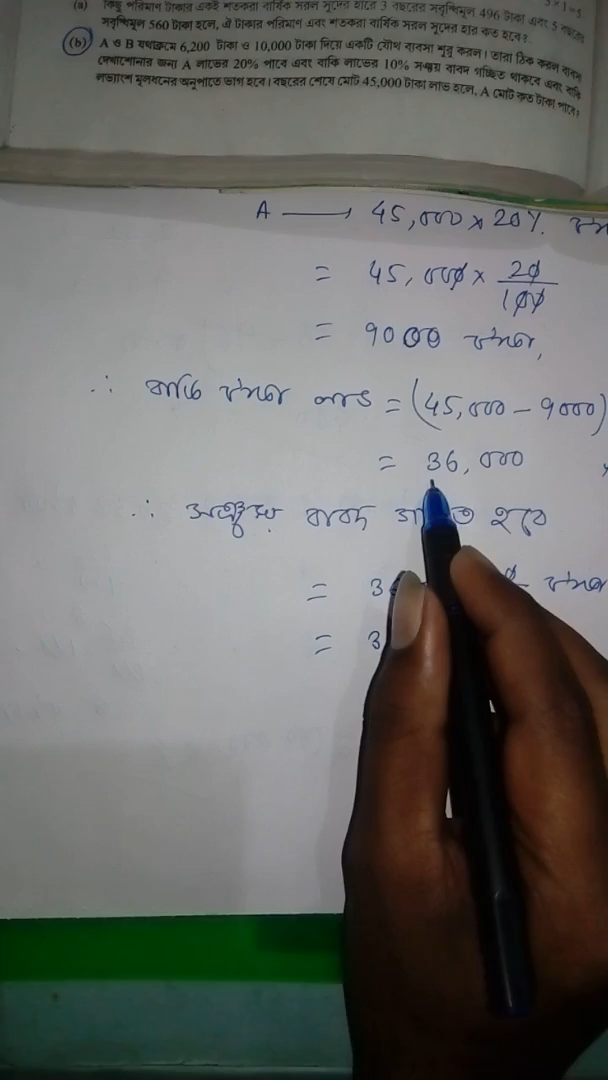 (a) কিছু পরিমাণ টাকার একই শতকরা বার্ষিক সরল সুদের হারে 3 বছরের সবৃদ্ধিমূল 496 টাকা এবং 5 বছরের
সবৃদ্ধিমূল 560 টাকা হলে, ঐ টাকার পরিমাণ এবং শতকরা বার্ষিক সরল সুদের হার কত হবে?
(b) A ও B যথাক্রমে 6,200 টাকা ও 10,000 টাকা দিয়ে একটি যৌথ ব্যবসা শুরু করল। তারা ঠিক করল ব্যবসা
দেখাশোনার জন্য A লাভের 20% পাবে এবং বাকি লাভের 10% সঞ্চয় বাবদ গচ্ছিত থাকবে এবং বাকি
লভ্যাংশ মূলধনের অনুপাতে ভাগ হবে। বছরের শেষে মোট 45,000 টাকা লাভ হলে, A মোট কত টাকা পাবে।
A ⟶ 45,000 × 20%
= 45,000 × 20/100
= 9000 টাকা,
∴ বাকি টাকা লাভ = (45,000 - 9000)
= 36,000
∴ সঞ্চয় বাবদ হবে
= 3 টাকা
= 3